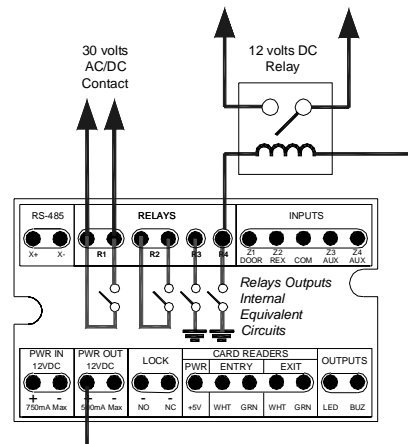 30 volts
AC/DC
Contact
12 volts DC
Relay
RS-485 RELAYS INPUTS
X+ X- R1 R2 R3 R4 Z1 DOOR Z2 REX COM Z3 AUX Z4 AUX
Relays Outputs
Internal
Equivalent
Circuits
PWR IN
12VDC
PWR OUT
12VDC
LOCK
CARD READERS
PWR ENTRY EXIT
OUTPUTS
+ - + - - -
750mA Max 500mA Max NO NC +5V WHT GRN WHT GRN LED BUZ